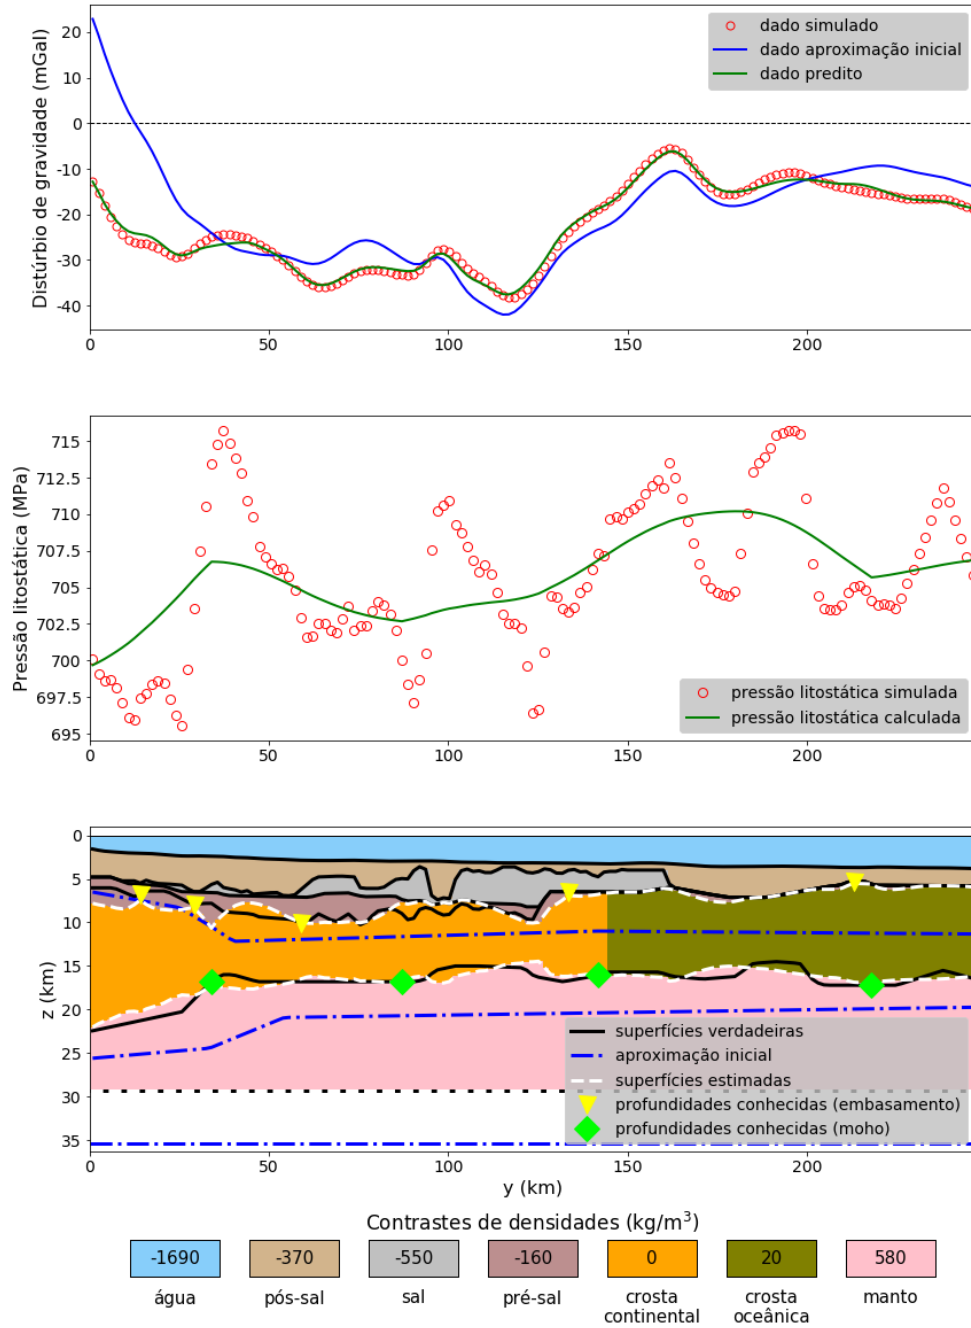 dado simulado
dado aproximação inicial
dado predito
Distúrbio de gravidade (mGal)
20
10
0
-10
-20
-30
-40
0 50 100 150 200
pressão litostática simulada
pressão litostática calculada
Pressão litostática (MPa)
715
712.5
710
707.5
705
702.5
700
697.5
695
0 50 100 150 200
z (km)
0
5
10
15
20
25
30
35
superfícies verdadeiras
aproximação inicial
superfícies estimadas
profundidades conhecidas (embasamento)
profundidades conhecidas (moho)
0 50 100 150 200
y (km)
Contrastes de densidades (kg/m³)
-1690 -370 -550 -160 0 20 580
água pós-sal sal pré-sal crosta continental crosta oceânica manto